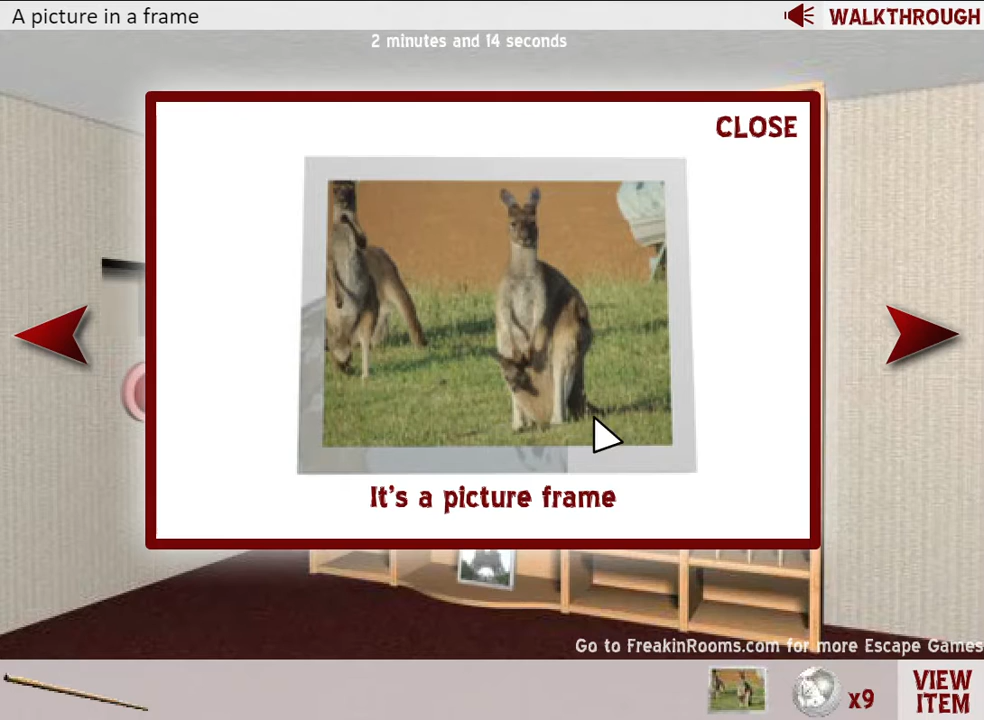 A picture in a frame
WALKTHROUGH
2 minutes and 14 seconds
CLOSE
It's a picture frame
Go to FreakinRooms.com for more Escape Games
x9
VIEW
ITEM